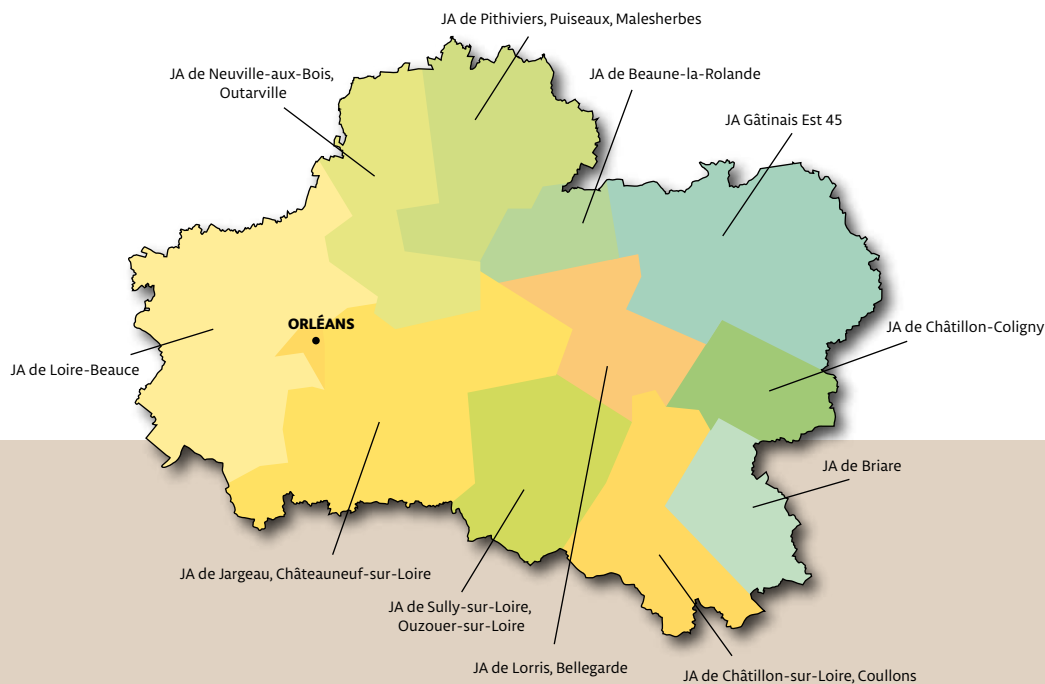 JA de Pithiviers, Puiseaux, Malesherbes
JA de Neuville-aux-Bois,
Outarville
JA de Beaune-la-Rolande
JA Gâtinais Est 45
ORLÉANS
JA de Châtillon-Coligny
JA de Loire-Beauce
JA de Briare
JA de Jargeau, Châteauneuf-sur-Loire
JA de Sully-sur-Loire,
Ouzouer-sur-Loire
JA de Lorris, Bellegarde
JA de Châtillon-sur-Loire, Coullons